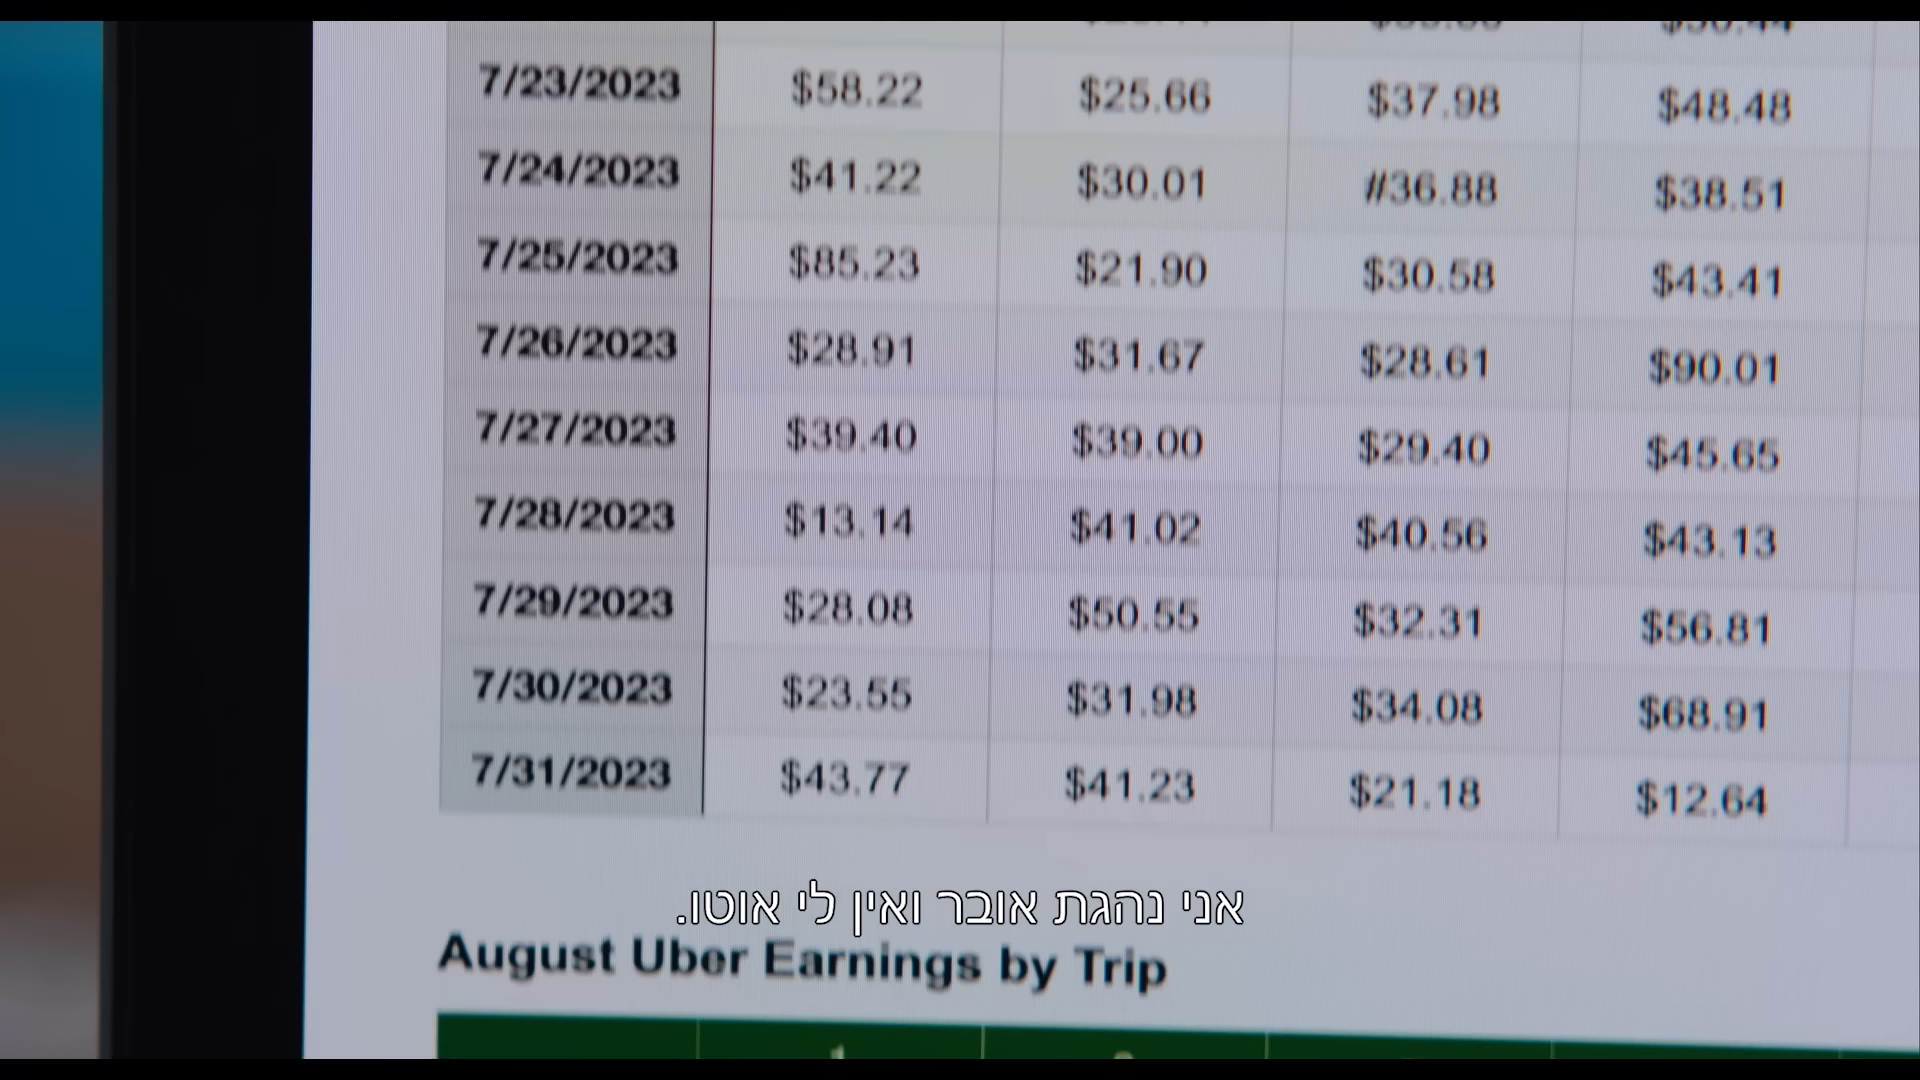 7/23/2023 $58.22 $25.66 $37.98 $48.48
7/24/2023 $41.22 $30.01 #36.88 $38.51
7/25/2023 $85.23 $21.90 $30.58 $43.41
7/26/2023 $28.91 $31.67 $28.61 $90.01
7/27/2023 $39.40 $39.00 $29.40 $45.65
7/28/2023 $13.14 $41.02 $40.56 $43.13
7/29/2023 $28.08 $50.55 $32.31 $56.81
7/30/2023 $23.55 $31.98 $34.08 $68.91
7/31/2023 $43.77 $41.23 $21.18 $12.64
אני נהגת אובר ואין לי אוטו.
August Uber Earnings by Trip